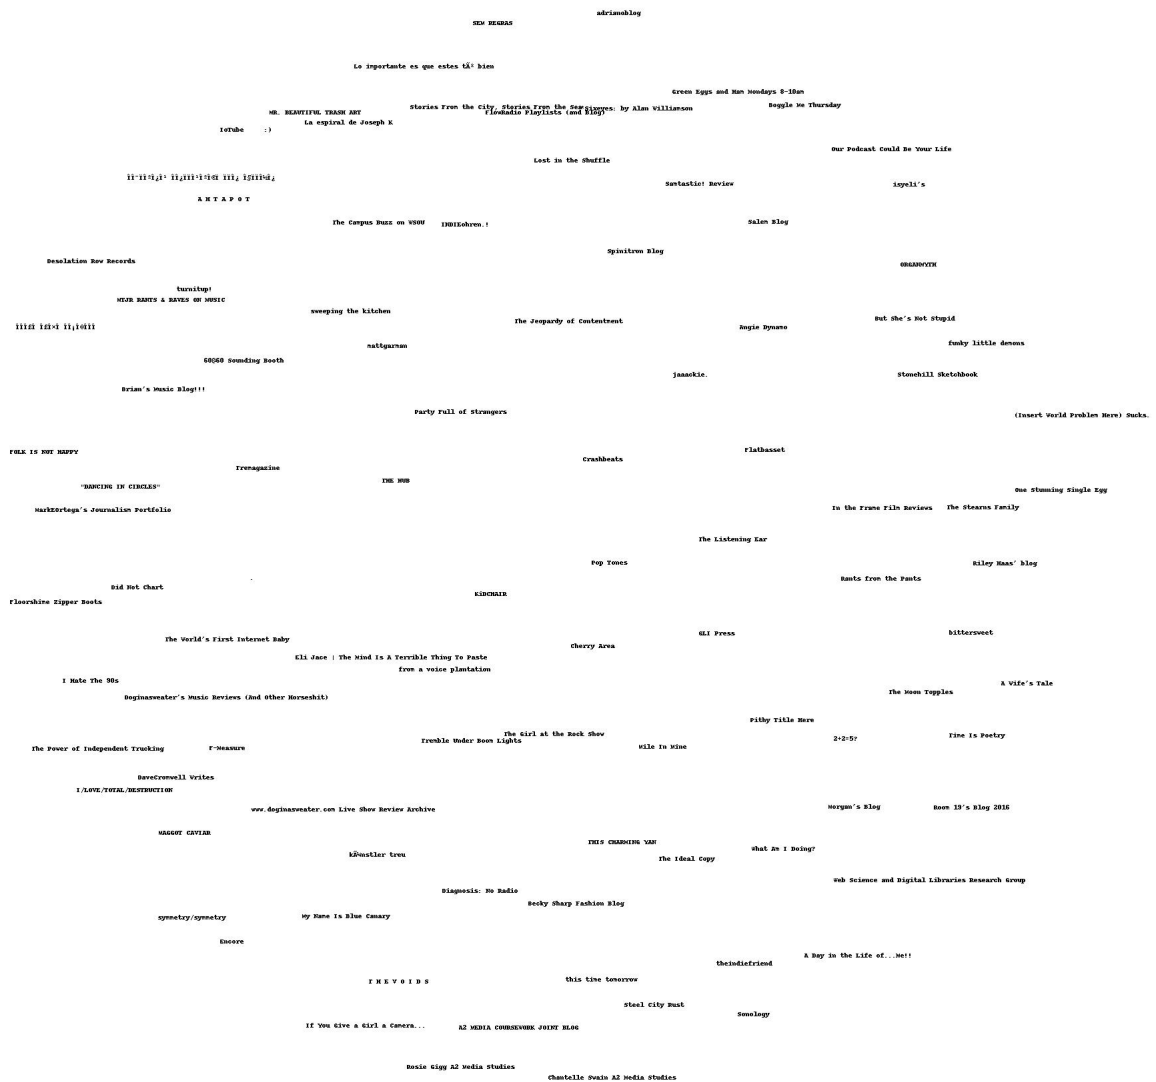 adrianoblog
SEM REGRAS
Lo importante es que estes tÃº bien
Green Eggs and Ham Mondays 8-10am
Boggle Me Thursday
Stories From the City, Stories From the Sea
sixeyes: by Alan Williamson
FlowRadio Playlists (and Blog)
MR. BEAUTIFUL TRASH ART
La espiral de Joseph K
IoTube :)
Our Podcast Could Be Your Life
Lost in the Shuffle
Samtastic! Review
isyeli's
A H T A P O T
The Campus Buzz on WSOU
INDIEohren.!
Salem Blog
Spinitron Blog
Desolation Row Records
ORGANMYTH
turnitup!
MTJR RANTS & RAVES ON MUSIC
sweeping the kitchen
The Jeopardy of Contentment
But She's Not Stupid
Angie Dynamo
mattgarman
funky little demons
60@60 Sounding Booth
jaaackie.
Stonehill Sketchbook
Brian's Music Blog!!!
Party Full of Strangers
(Insert World Problem Here) Sucks.
FOLK IS NOT HAPPY
Flatbasset
Crashbeats
Tremagazine
THE HUB
"DANCING IN CIRCLES"
One Stunning Single Egg
MarkEOrtega's Journalism Portfolio
In the Frame Film Reviews
The Stearns Family
The Listening Ear
Pop Tones
Riley Haas' blog
.
Rants from the Pants
Did Not Chart
KiDCHAIR
Floorshime Zipper Boots
GLI Press
bittersweet
The World's First Internet Baby
Cherry Area
Eli Jace | The Mind Is A Terrible Thing To Paste
from a voice plantation
I Hate The 90s
A Wife's Tale
Doginasweater's Music Reviews (And Other Horseshit)
The Moon Topples
Pithy Title Here
The Girl at the Rock Show
Tremble Under Boom Lights
2+2=5?
Time Is Poetry
The Power of Independent Trucking
F-Measure
Mile In Mine
DaveCromwell Writes
I/LOVE/TOTAL/DESTRUCTION
www.doginasweater.com Live Show Review Archive
Morgan's Blog
Room 19's Blog 2016
MAGGOT CAVIAR
THIS CHARMING YAN
What Am I Doing?
kÃ¼nstler treu
The Ideal Copy
Web Science and Digital Libraries Research Group
Diagnosis: No Radio
Becky Sharp Fashion Blog
symmetry/symmetry
My Name Is Blue Canary
Encore
A Day in the Life of...Me!!
theindiefriend
T H E V O I D S
this time tomorrow
Steel City Rust
Sonology
If You Give a Girl a Camera...
A2 MEDIA COURSEWORK JOINT BLOG
Rosie Gigg A2 Media Studies
Chantelle Swain A2 Media Studies